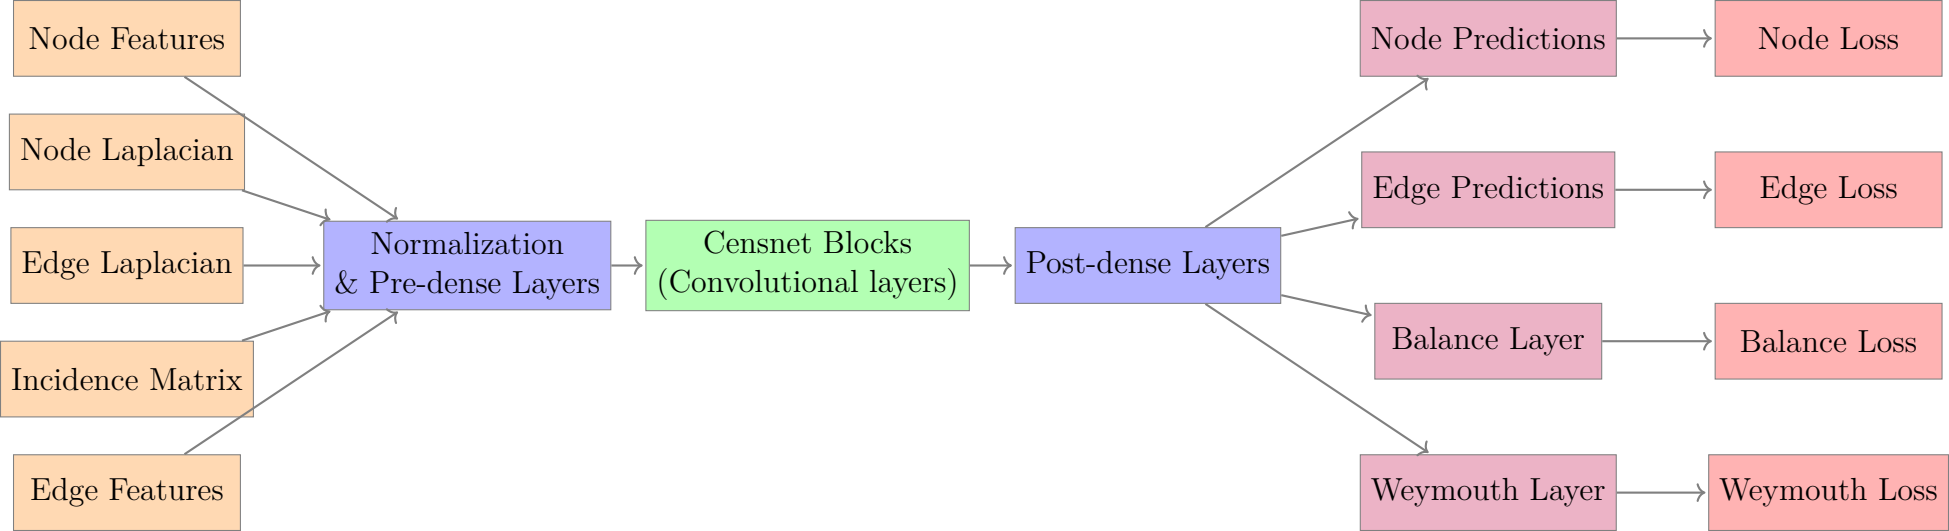 Node Features
Node Laplacian
Edge Laplacian
Incidence Matrix
Edge Features
Normalization
& Pre-dense Layers
Censnet Blocks
(Convolutional layers)
Post-dense Layers
Node Predictions
Edge Predictions
Balance Layer
Weymouth Layer
Node Loss
Edge Loss
Balance Loss
Weymouth Loss